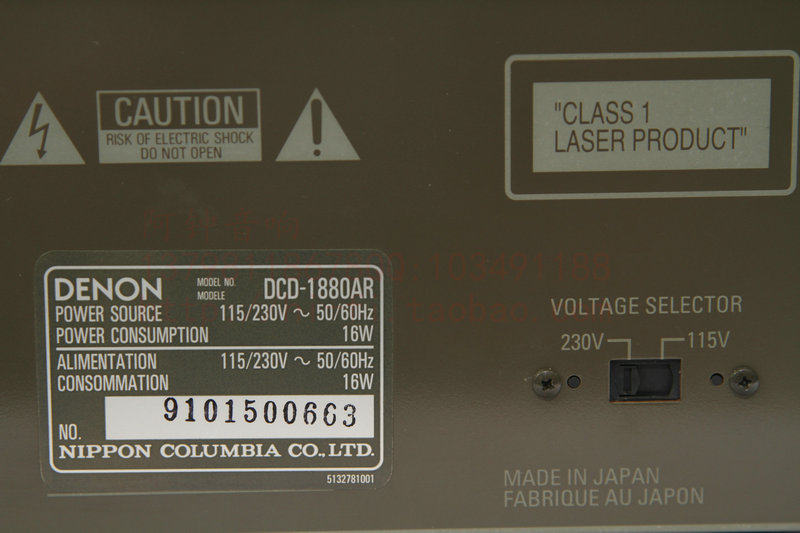 CAUTION
RISK OF ELECTRIC SHOCK
DO NOT OPEN
"CLASS 1
LASER PRODUCT"
DENON MODEL NO. MODELE DCD-1880AR
POWER SOURCE 115/230V ~ 50/60Hz
POWER CONSUMPTION 16W
ALIMENTATION 115/230V ~ 50/60Hz
CONSOMMATION 16W
NO. 9101500663
NIPPON COLUMBIA CO., LTD.
5132781001
VOLTAGE SELECTOR
230V 115V
MADE IN JAPAN
FABRIQUE AU JAPON
103491188
taobao